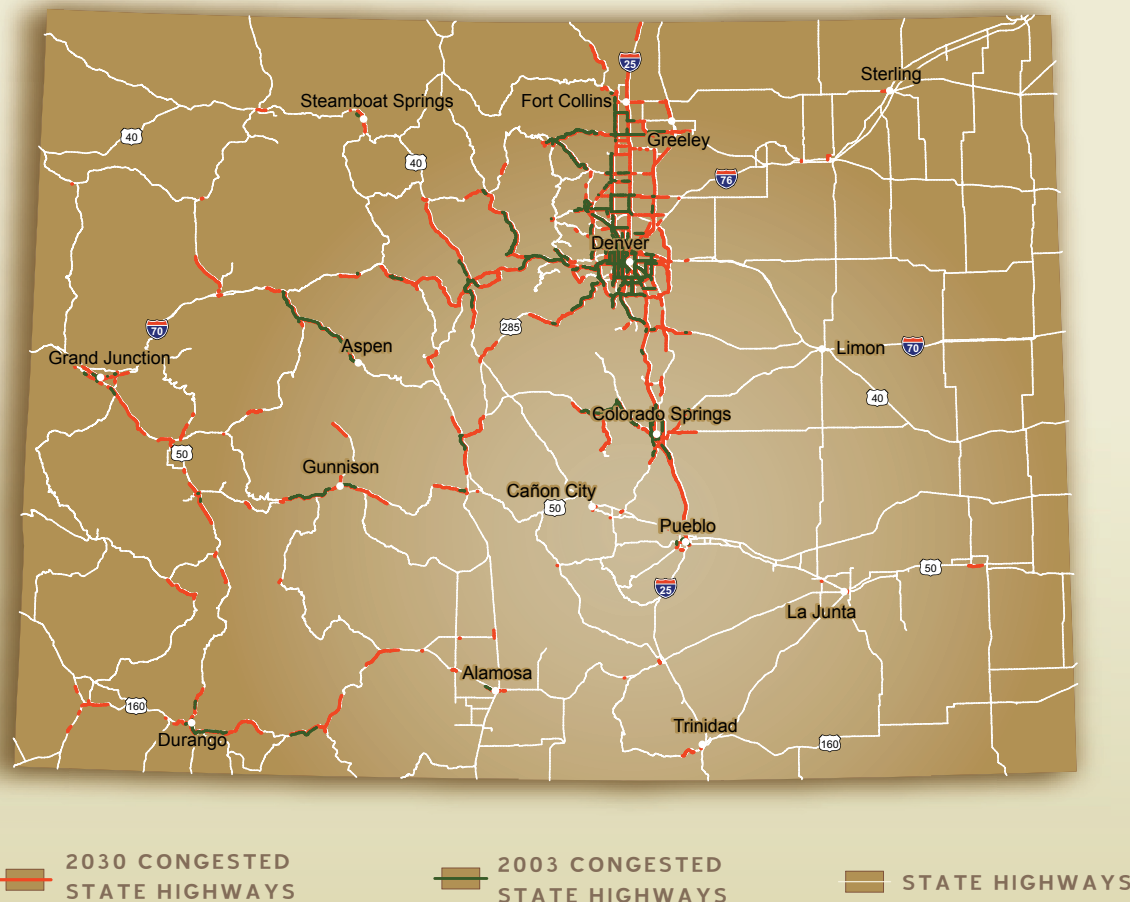 25
Sterling
Steamboat Springs
Fort Collins
40
Greeley
40
76
Denver
285
70
Aspen
Grand Junction
Limon
70
40
Colorado Springs
50
Gunnison
Cañon City
50
Pueblo
50
25
La Junta
Alamosa
160
Durango
Trinidad
160
2030 CONGESTED
STATE HIGHWAYS
2003 CONGESTED
STATE HIGHWAYS
STATE HIGHWAYS